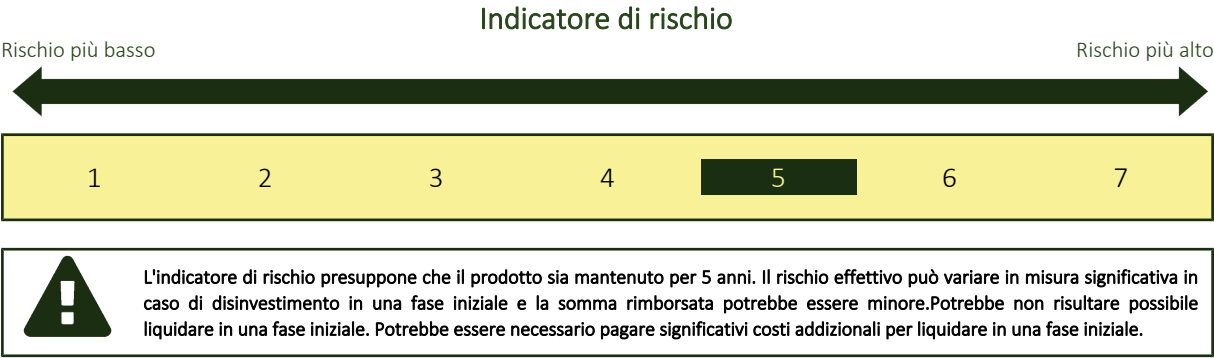 Indicatore di rischio
Rischio più basso
Rischio più alto
1 2 3 4 5 6 7
L'indicatore di rischio presuppone che il prodotto sia mantenuto per 5 anni. Il rischio effettivo può variare in misura significativa in
caso di disinvestimento in una fase iniziale e la somma rimborsata potrebbe essere minore.Potrebbe non risultare possibile
liquidare in una fase iniziale. Potrebbe essere necessario pagare significativi costi addizionali per liquidare in una fase iniziale.